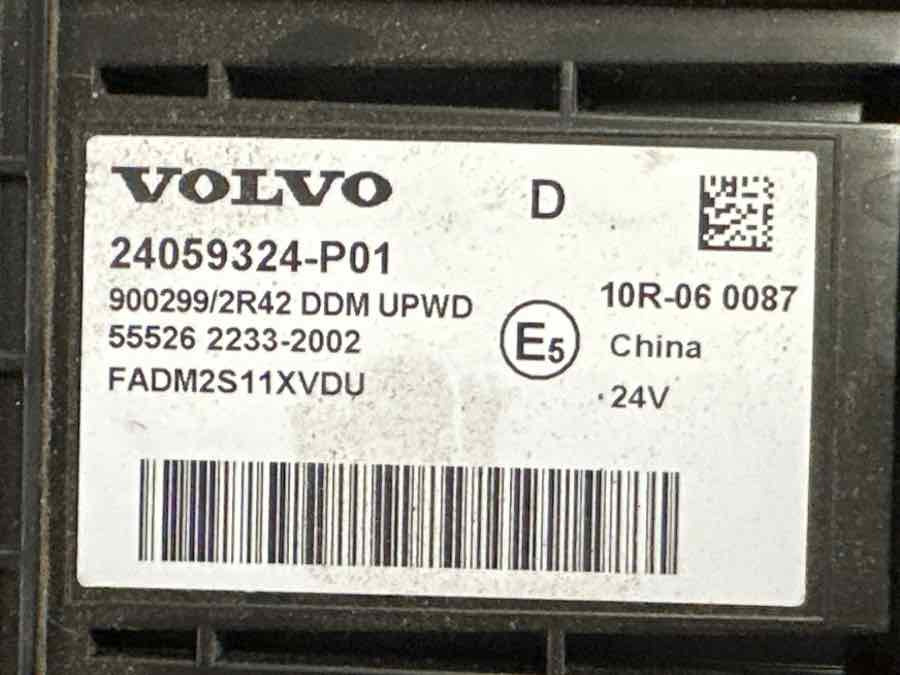 VOLVO
D
24059324-P01
900299/2R42 DDM UPWD
55526 2233-2002
FADM2S11XVDU
E5
10R-06 0087
China
24V